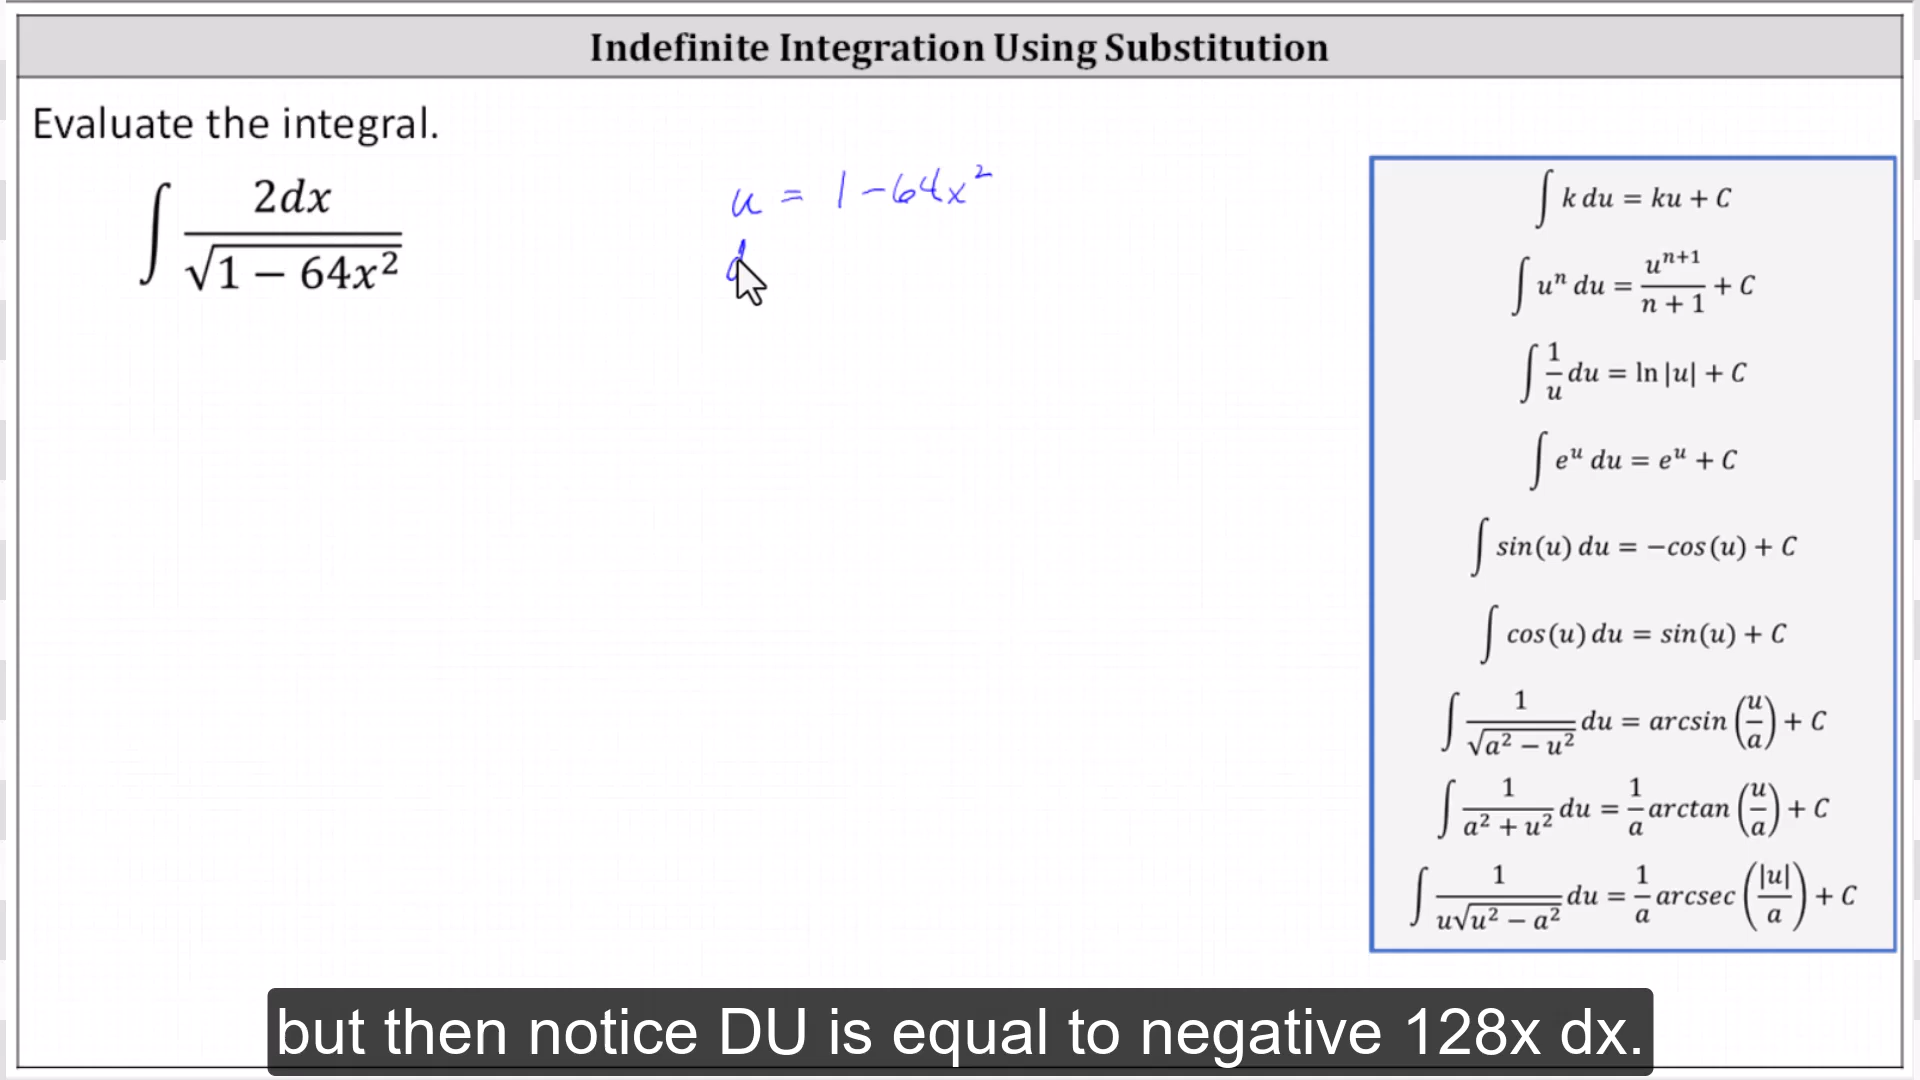 Indefinite Integration Using Substitution
Evaluate the integral.
∫ 2dx / √(1 − 64x²)
u = 1 − 64x²
d
∫ k du = ku + C
∫ uⁿ du = uⁿ⁺¹ / (n + 1) + C
∫ 1/u du = ln|u| + C
∫ eᵘ du = eᵘ + C
∫ sin(u) du = −cos(u) + C
∫ cos(u) du = sin(u) + C
∫ 1 / √(a² − u²) du = arcsin (u/a) + C
∫ 1 / (a² + u²) du = 1/a arctan (u/a) + C
∫ 1 / (u√(u² − a²)) du = 1/a arcsec (|u|/a) + C
but then notice DU is equal to negative 128x dx.